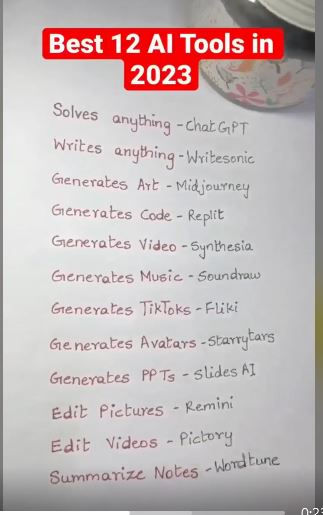 Best 12 AI Tools in
2023
Solves anything - ChatGPT
Writes anything - Writesonic
Generates Art - Midjourney
Generates Code - Replit
Generates Video - Synthesia
Generates Music - Soundraw
Generates TikToks - Fliki
Generates Avatars - Starrytars
Generates PPTs - Slides AI
Edit Pictures - Remini
Edit Videos - Pictory
Summarize Notes - Wordtune
0:23